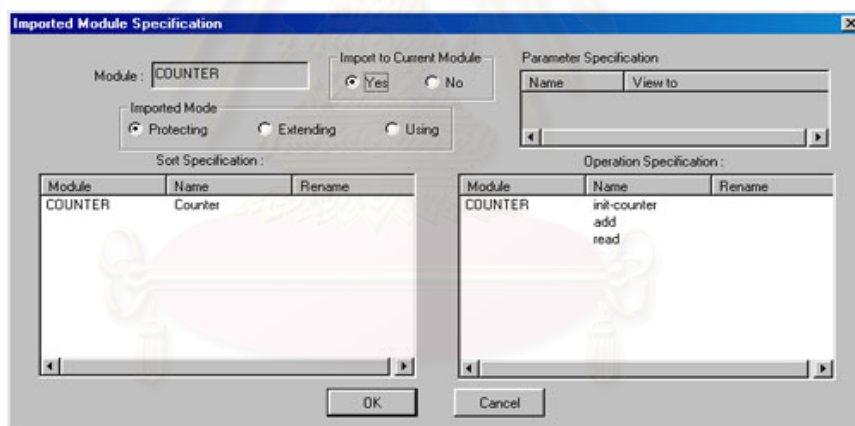 Imported Module Specification
Module : COUNTER
Import to Current Module
Yes No
Parameter Specification
Name View to
Imported Mode
Protecting Extending Using
Sort Specification :
Module Name Rename
COUNTER Counter
Operation Specification :
Module Name Rename
COUNTER init-counter
add
read
OK Cancel